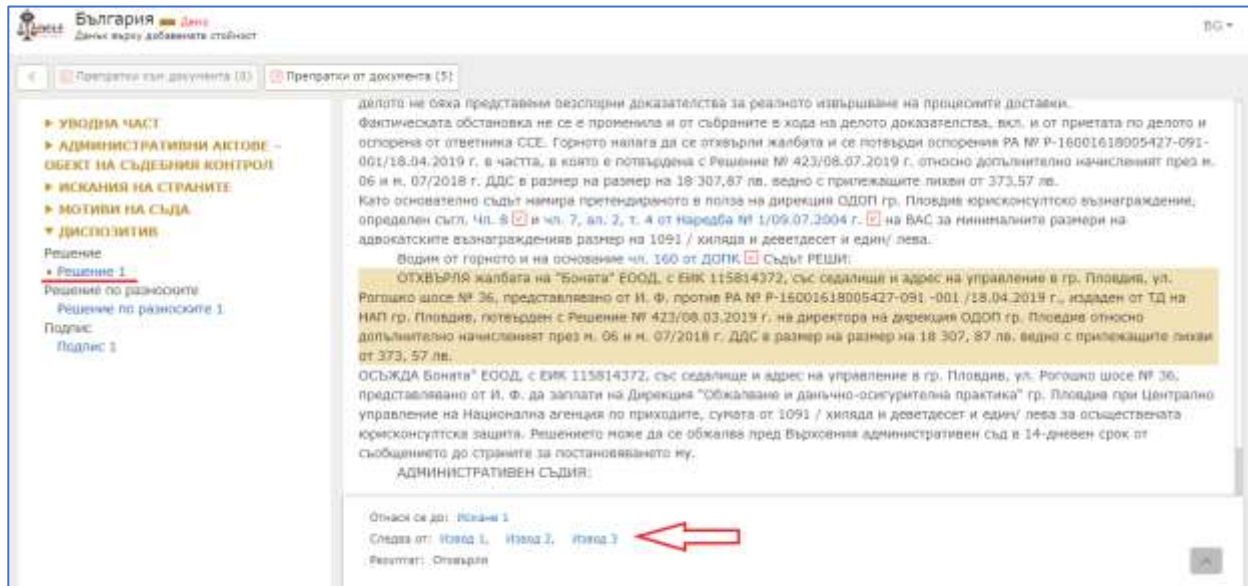 България Демо
Данък върху добавената стойност
BG
Препратки към документа (0)
Препратки от документа (5)
УВОДНА ЧАСТ
АДМИНИСТРАТИВНИ АКТОВЕ –
ОБЕКТ НА СЪДЕБНИЯ КОНТРОЛ
ИСКАНИЯ НА СТРАНИТЕ
МОТИВИ НА СЪДА
ДИСПОЗИТИВ
Решение
Решение 1
Решение по разноските
Решение по разноските 1
Подпис
Подпис 1
делото не бяха представени безспорни доказателства за реалното извършване на процесните доставки.
Фактическата обстановка не се е променила и от събраните в хода на делото доказателства, вкл. и от приетата по делото и
оспорена от ответника ССЕ. Горното налага да се отхвърли жалбата и се потвърди оспорения РА № Р-16001618005427-091-
001/18.04.2019 г. в частта, в която е потвърдена с Решение № 423/08.07.2019 г. относно допълнително начисленият през м.
06 и м. 07/2018 г. ДДС в размер на размер на 18 307,87 лв. ведно с прилежащите лихви от 373,57 лв.
Като основателно съдът намира претендираното в полза на дирекция ОДОП гр. Пловдив юрисконсултско възнаграждение,
определен съгл. Чл. 8 и чл. 7, ал. 2, т. 4 от Наредба № 1/09.07.2004 г. на ВАС за минималните размери на
адвокатските възнаграждения​в размер на 1091 / хиляда и деветдесет и един/ лева.
Водим от горното и на основание чл. 160 от ДОПК Съдът РЕШИ:
ОТХВЪРЛЯ жалбата на "Боната" ЕООД, с ЕИК 115814372, със седалище и адрес на управление в гр. Пловдив, ул.
Рогошко шосе № 36, представлявано от И. Ф. против РА № Р-16001618005427-091 -001 /18.04.2019 г., издаден от ТД на
НАП гр. Пловдив, потвърден с Решение № 423/08.03.2019 г. на директора на дирекция ОДОП гр. Пловдив относно
допълнително начисленият през м. 06 и м. 07/2018 г. ДДС в размер на размер на 18 307, 87 лв. ведно с прилежащите лихви
от 373, 57 лв.
ОСЪЖДА Боната" ЕООД, с ЕИК 115814372, със седалище и адрес на управление в гр. Пловдив, ул. Рогошко шосе № 36,
представлявано от И. Ф. да заплати на Дирекция "Обжалване и данъчно-осигурителна практика" гр. Пловдив при Централно
управление на Национална агенция по приходите, сумата от 1091 / хиляда и деветдесет и един/ лева за осъществената
юрисконсултска защита. Решението може да се обжалва пред Върховния административен съд в 14-дневен срок от
съобщението до страните за постановяването му.
АДМИНИСТРАТИВЕН СЪДИЯ:
Отнася се до: Искане 1
Следва от: Извод 1, Извод 2, Извод 3
Резултат: Отхвърля